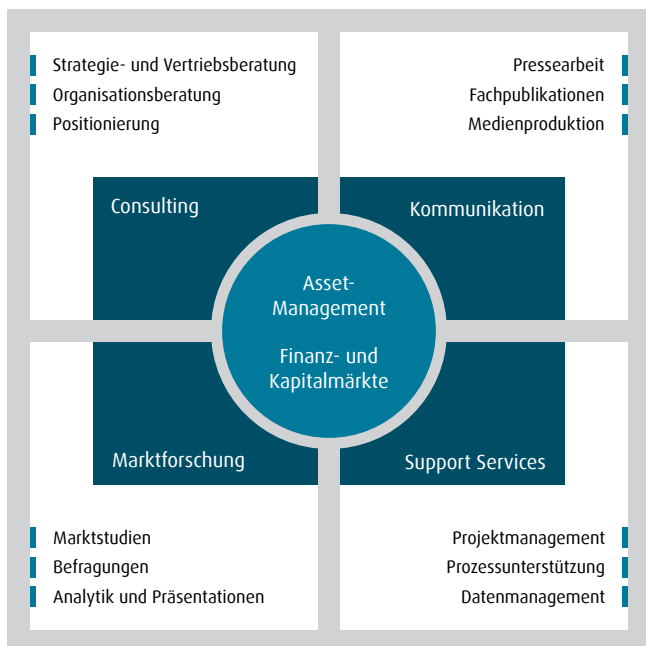 Strategie- und Vertriebsberatung
Organisationsberatung
Positionierung
Pressearbeit
Fachpublikationen
Medienproduktion
Consulting
Kommunikation
Asset-
Management
Finanz- und
Kapitalmärkte
Marktforschung
Support Services
Marktstudien
Befragungen
Analytik und Präsentationen
Projektmanagement
Prozessunterstützung
Datenmanagement